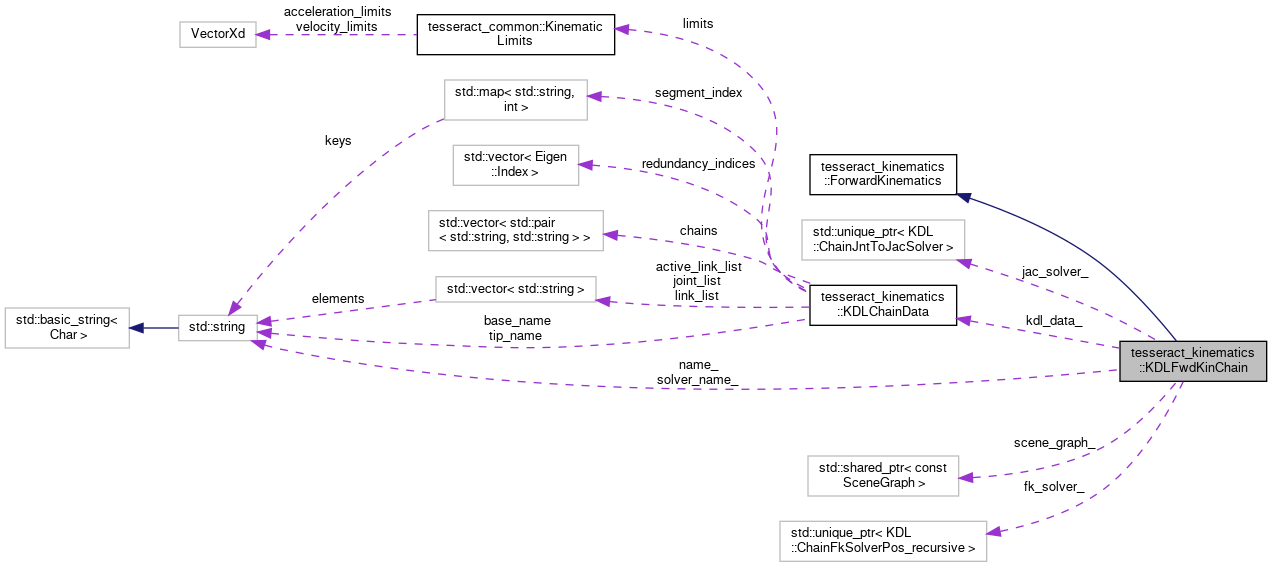 acceleration_limits
velocity_limits
VectorXd
tesseract_common::Kinematic
Limits
limits
std::map< std::string,
int >
segment_index
keys
std::vector< Eigen
::Index >
redundancy_indices
tesseract_kinematics
::ForwardKinematics
std::vector< std::pair
< std::string, std::string > >
chains
std::unique_ptr< KDL
::ChainJntToJacSolver >
jac_solver_
active_link_list
joint_list
link_list
std::vector< std::string >
elements
tesseract_kinematics
::KDLChainData
kdl_data_
std::basic_string<
Char >
std::string
base_name
tip_name
tesseract_kinematics
::KDLFwdKinChain
name_
solver_name_
scene_graph_
std::shared_ptr< const
SceneGraph >
fk_solver_
std::unique_ptr< KDL
::ChainFkSolverPos_recursive >